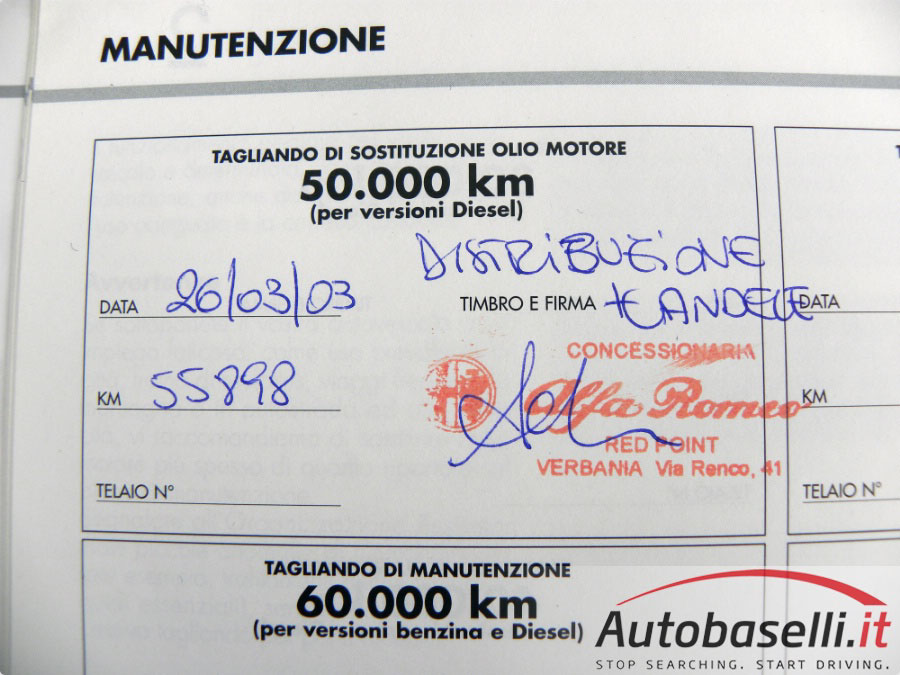 MANUTENZIONE
TAGLIANDO DI SOSTITUZIONE OLIO MOTORE
50.000 km
(per versioni Diesel)
DISTRIBUZIONE
DATA 26/03/03
TIMBRO E FIRMA +CANDELE
DATA
CONCESSIONARIA
KM 55898
Alfa Romeo
KM
RED POINT
VERBANIA Via Renco, 41
TELAIO N°
TELAIO N°
TAGLIANDO DI MANUTENZIONE
60.000 km
(per versioni benzina e Diesel)
Autobaselli.it
STOP SEARCHING. START DRIVING.